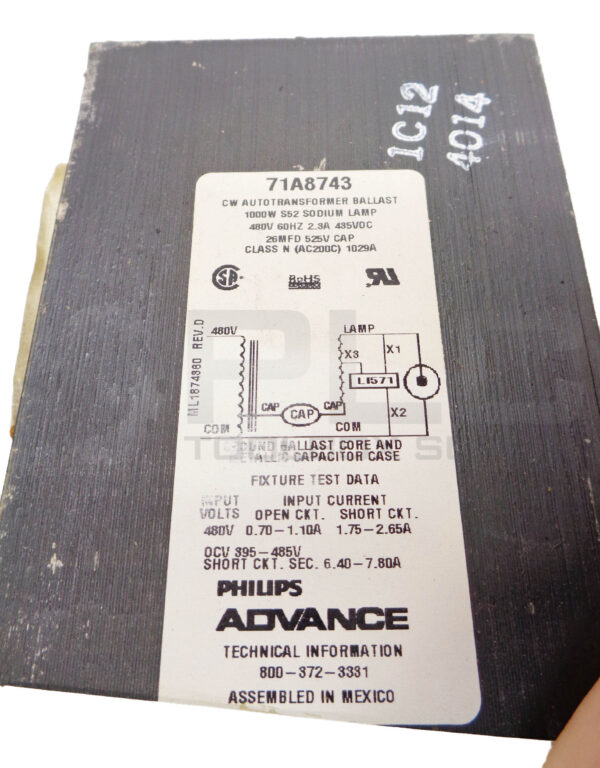 1C12
4014
71A8743
CW AUTOTRANSFORMER BALLAST
1000W S52 SODIUM LAMP
480V 60HZ 2.3A 435VDC
26MFD 525V CAP
CLASS N (AC200C) 1029A
RoHS
ML1874380 REV.D
480V
LAMP
X3
X1
LI571
CAP
CAP
CAP
X2
COM
COM
BALLAST CORE AND
CAPACITOR CASE
FIXTURE TEST DATA
INPUT INPUT CURRENT
VOLTS OPEN CKT. SHORT CKT.
480V 0.70-1.10A 1.75-2.65A
OCV 395-485V
SHORT CKT. SEC. 6.40-7.80A
PHILIPS
ADVANCE
TECHNICAL INFORMATION
800-372-3331
ASSEMBLED IN MEXICO